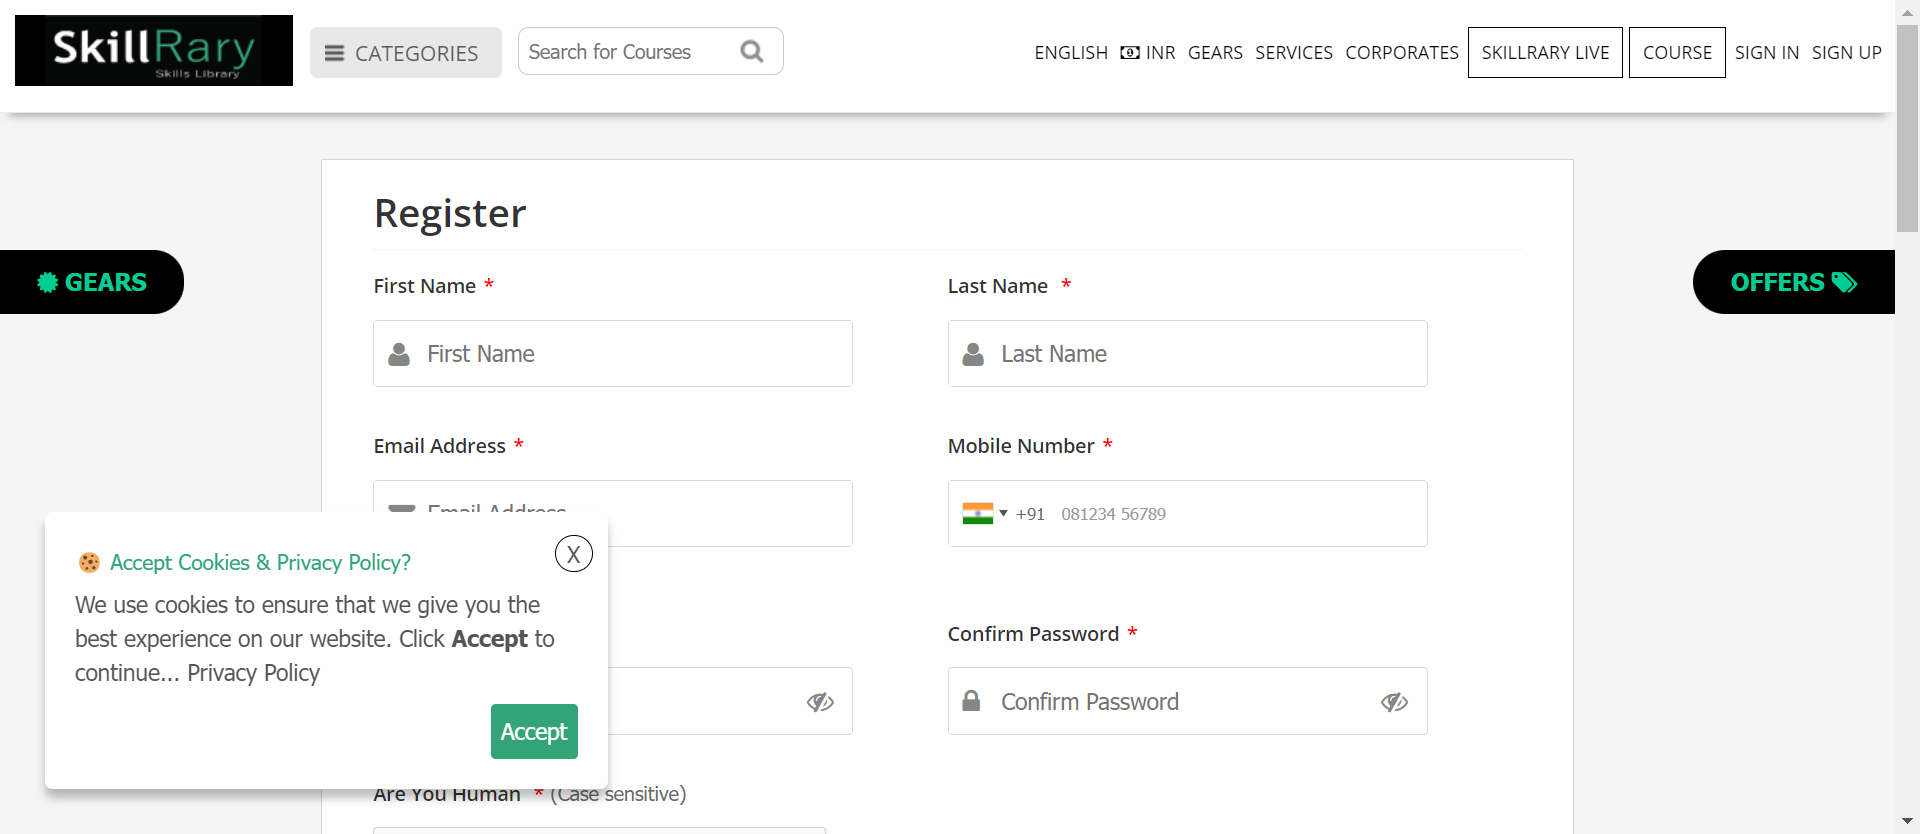 SkillRary
Skills Library
CATEGORIES
Search for Courses
ENGLISH INR GEARS SERVICES CORPORATES SKILLRARY LIVE COURSE SIGN IN SIGN UP
Register
GEARS
OFFERS
First Name *
Last Name *
First Name
Last Name
Email Address *
Mobile Number *
Email Address
+91 081234 56789
Accept Cookies & Privacy Policy?
X
We use cookies to ensure that we give you the
best experience on our website. Click Accept to
continue... Privacy Policy
Accept
Confirm Password *
Confirm Password
Are You Human * (Case sensitive)